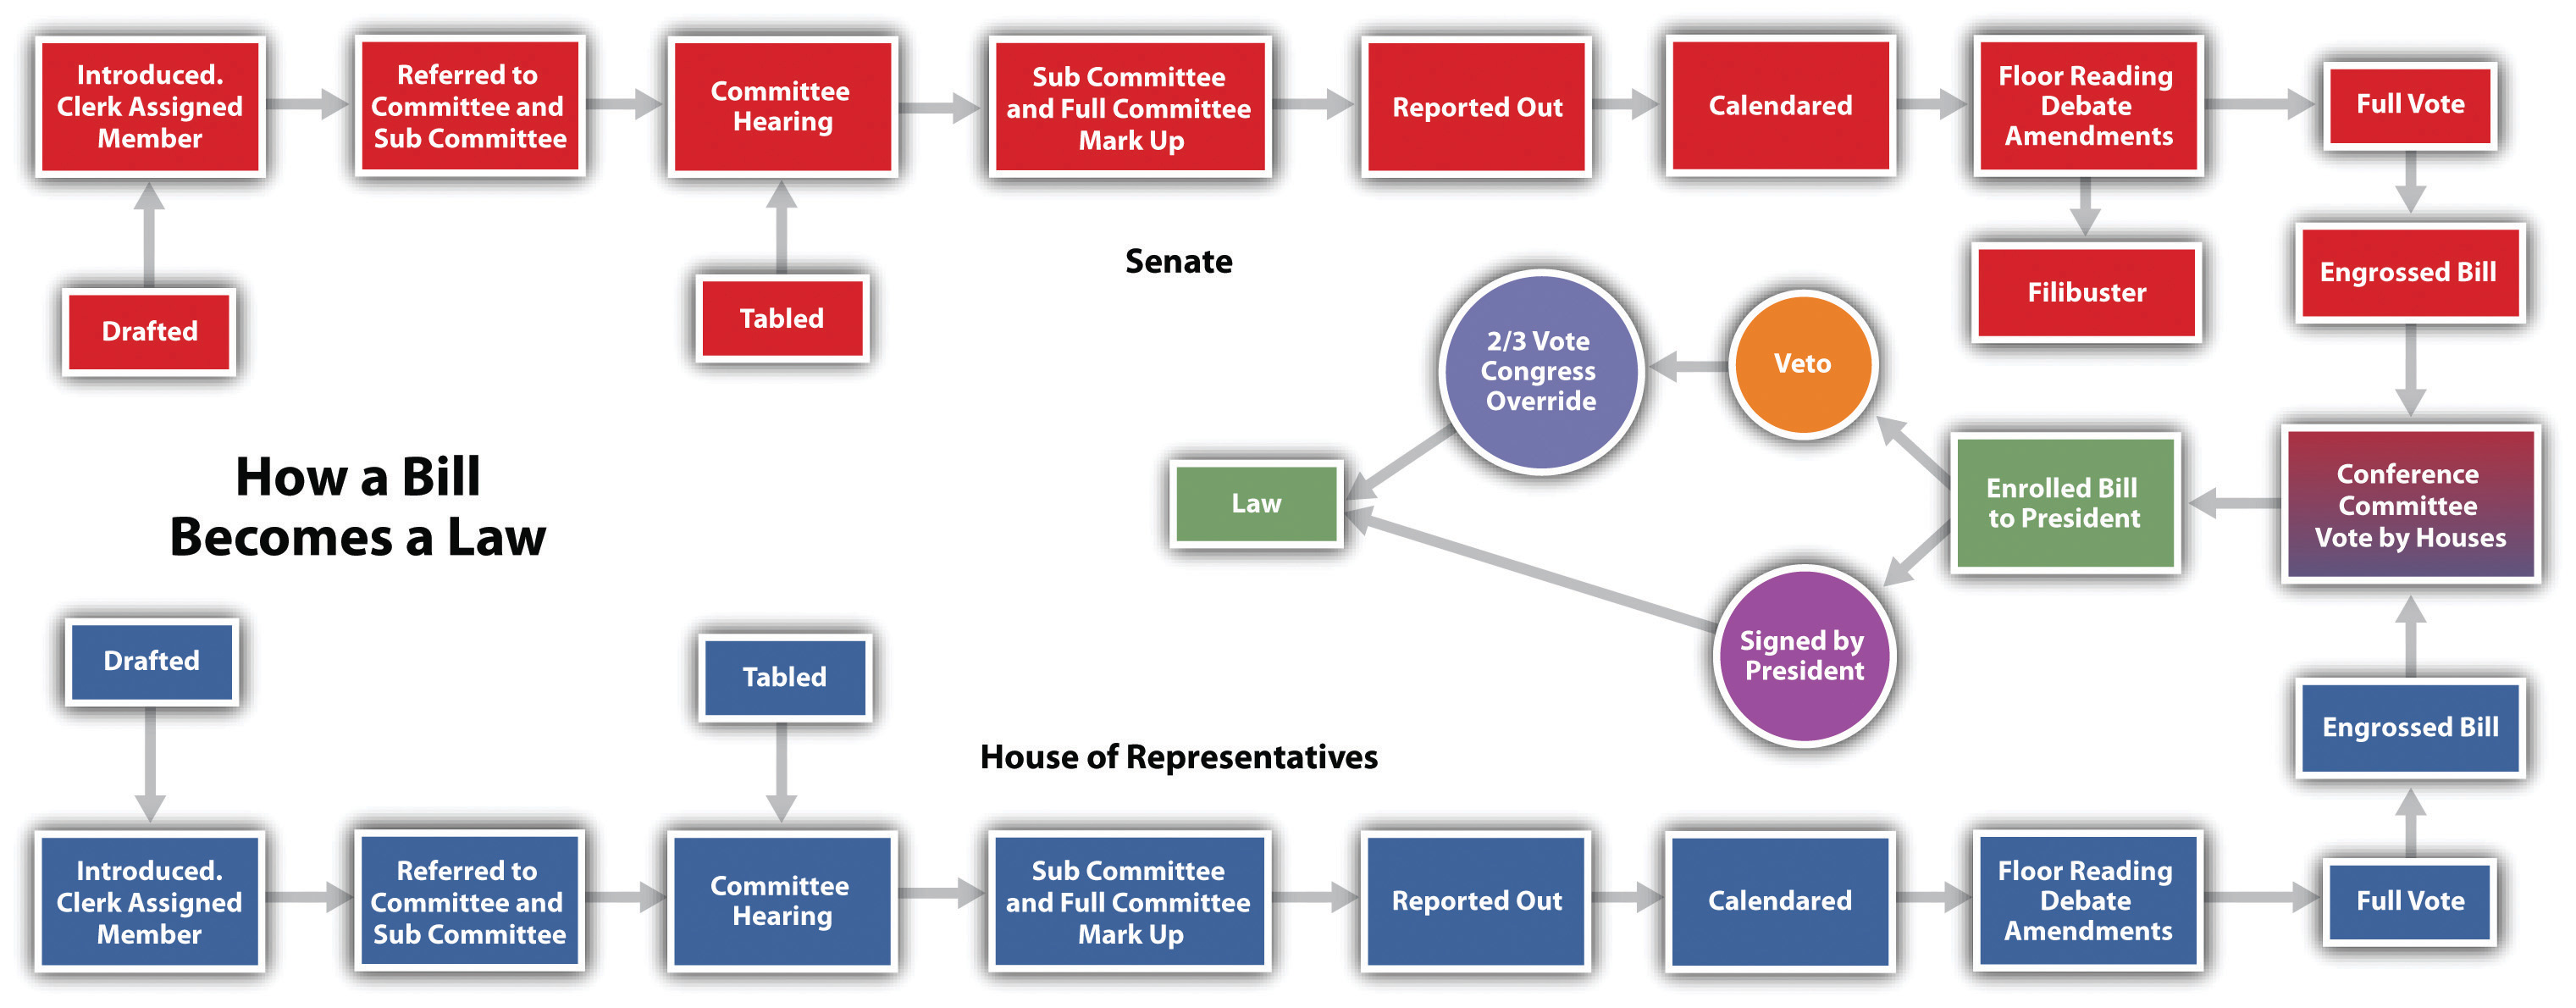 Introduced.
Clerk Assigned
Member
Referred to
Committee and
Sub Committee
Committee
Hearing
Sub Committee
and Full Committee
Mark Up
Reported Out
Calendared
Floor Reading
Debate
Amendments
Full Vote
Drafted
Tabled
Senate
Filibuster
Engrossed Bill
2/3 Vote
Congress
Override
Veto
How a Bill
Becomes a Law
Law
Enrolled Bill
to President
Conference
Committee
Vote by Houses
Signed by
President
Drafted
Tabled
House of Representatives
Engrossed Bill
Introduced.
Clerk Assigned
Member
Referred to
Committee and
Sub Committee
Committee
Hearing
Sub Committee
and Full Committee
Mark Up
Reported Out
Calendared
Floor Reading
Debate
Amendments
Full Vote